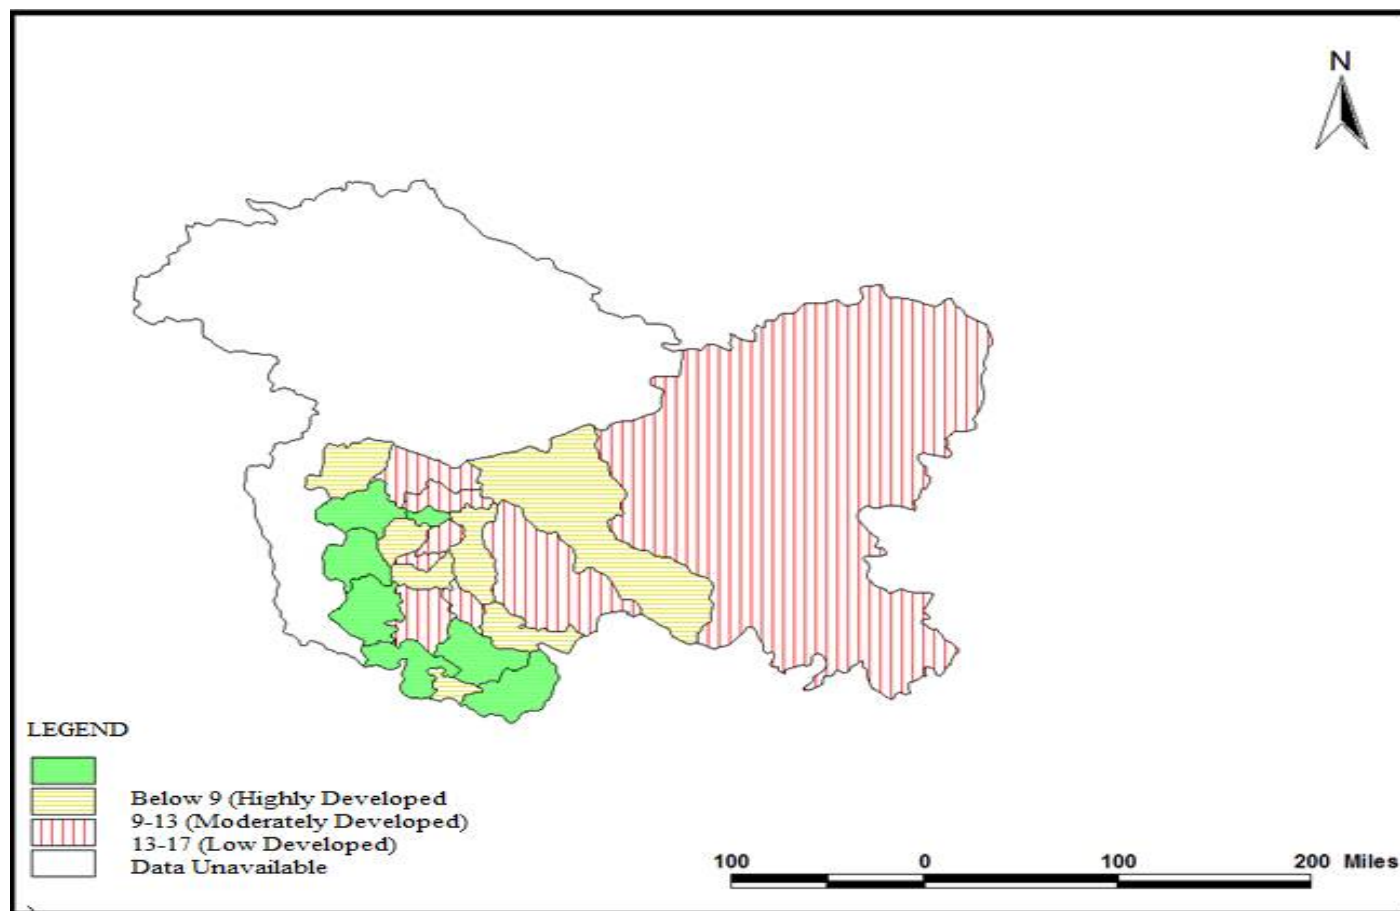 N
LEGEND
Below 9 (Highly Developed
9-13 (Moderately Developed)
13-17 (Low Developed)
Data Unavailable
100 0 100 200 Miles